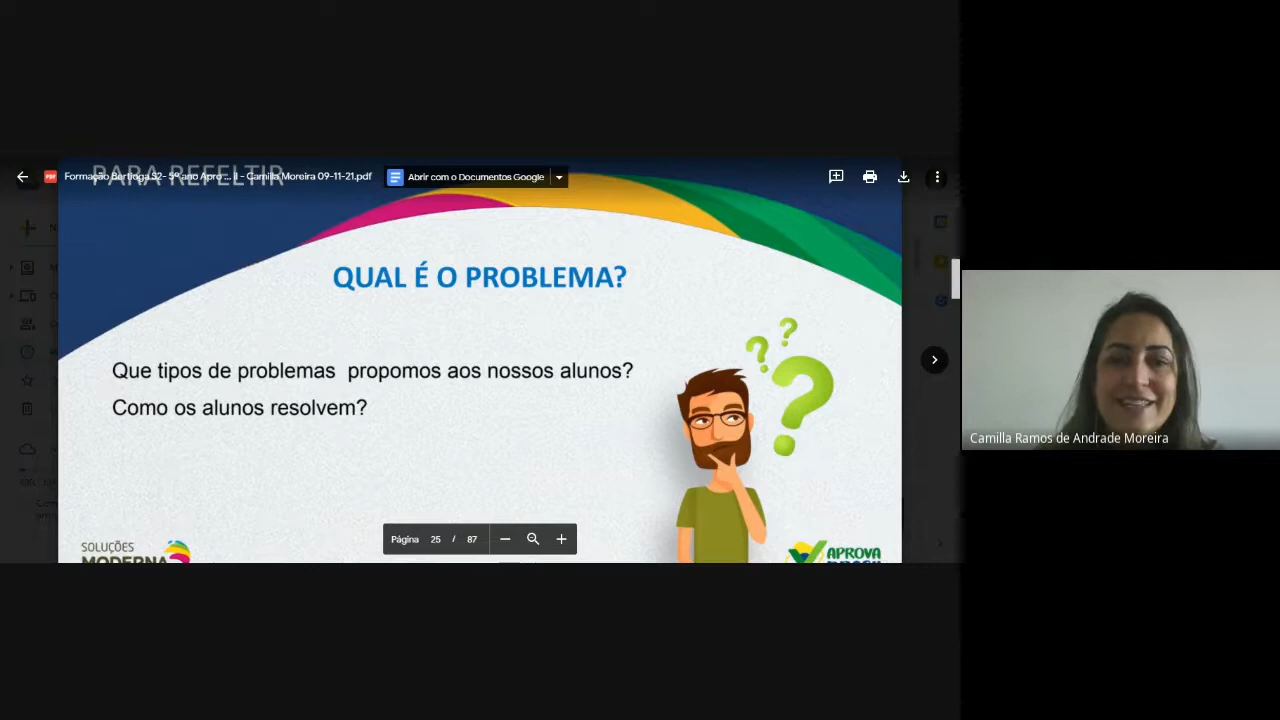 PARA REFELTIR
Formação Bertioga S2- 5º ano Apro ... il - Camilla Moreira 09-11-21.pdf
Abrir com o Documentos Google
QUAL É O PROBLEMA?
Que tipos de problemas propomos aos nossos alunos?
Como os alunos resolvem?
Camilla Ramos de Andrade Moreira
Página 25 / 87
SOLUÇÕES
MODERNA
APROVA